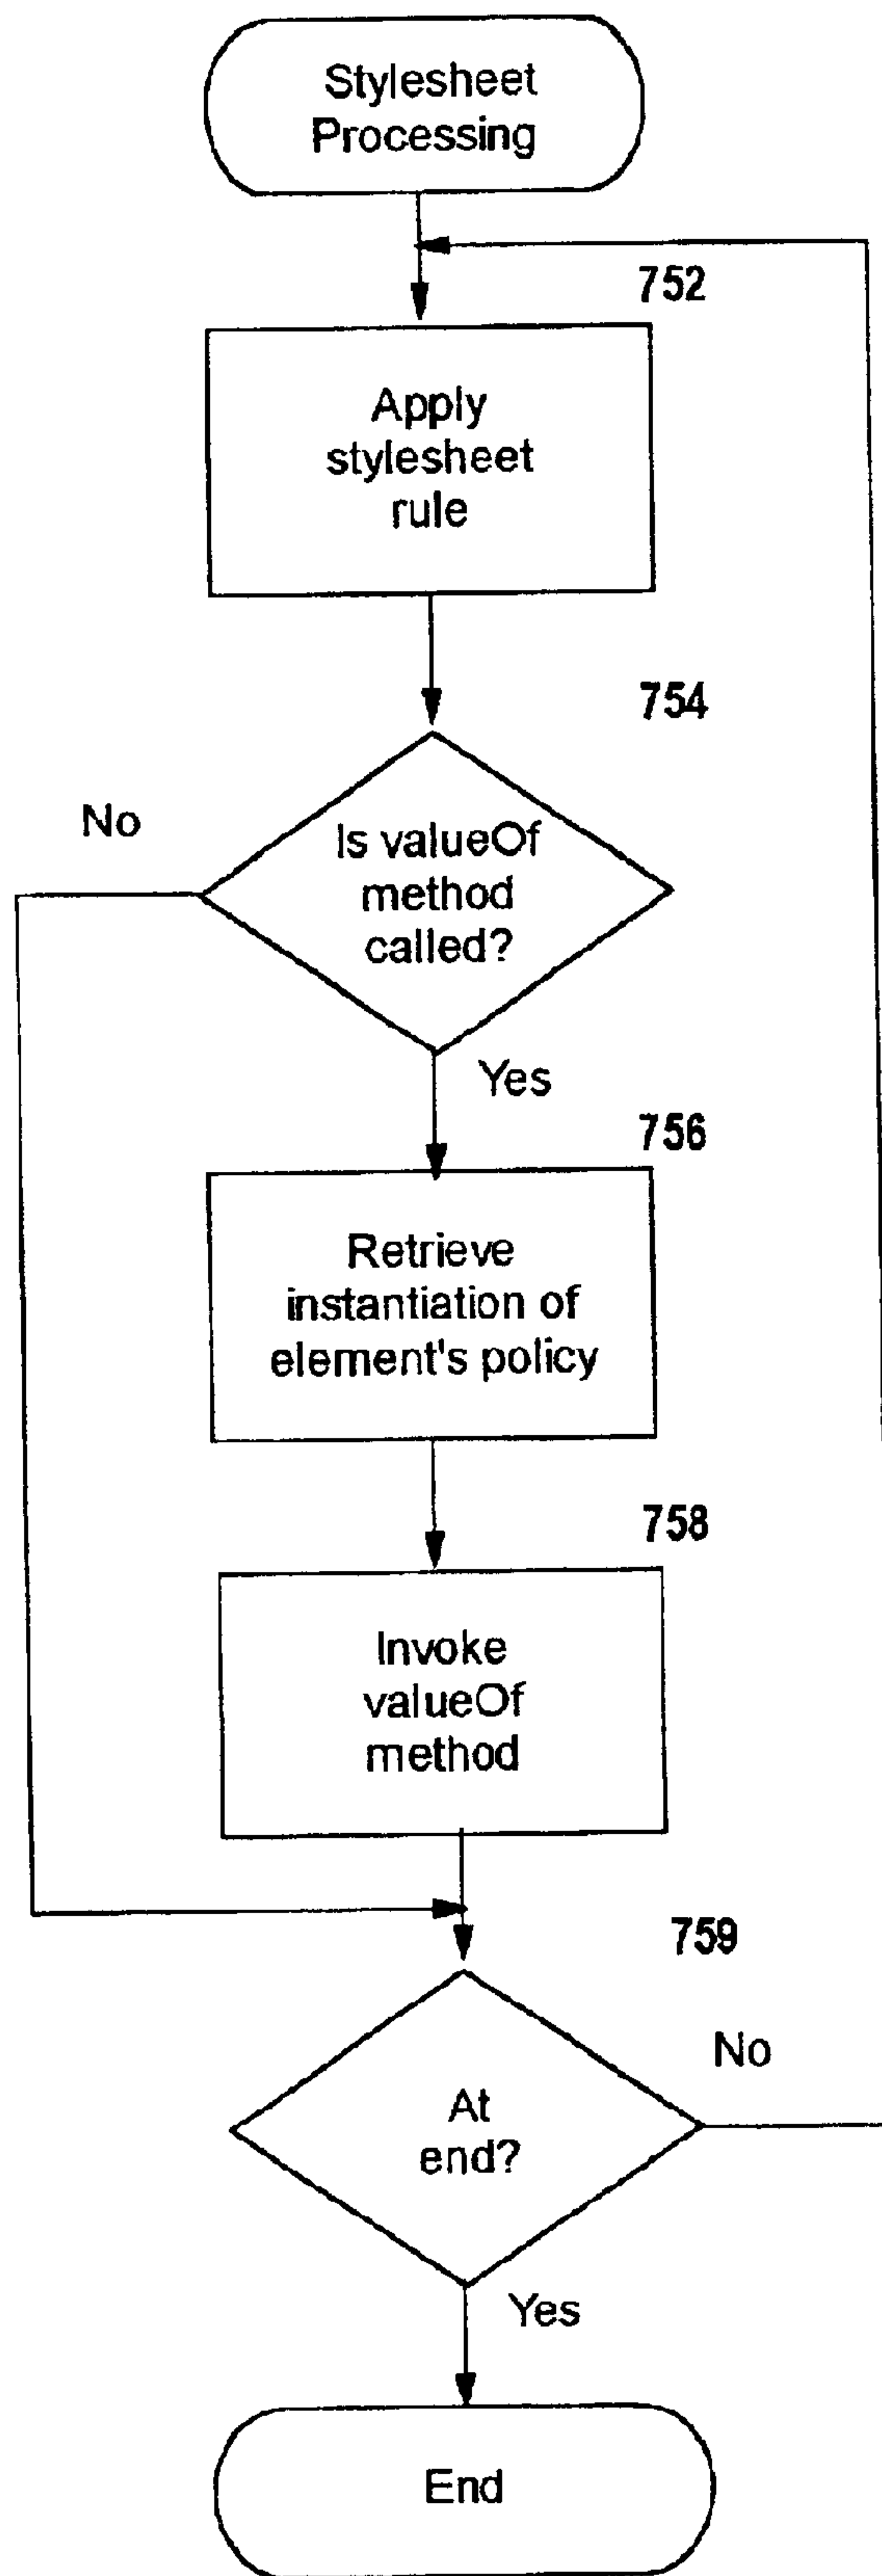 Stylesheet
Processing
752
Apply
stylesheet
rule
754
No
Is valueOf
method
called?
Yes
756
Retrieve
instantiation of
element's policy
758
Invoke
valueOf
method
759
No
At
end?
Yes
End